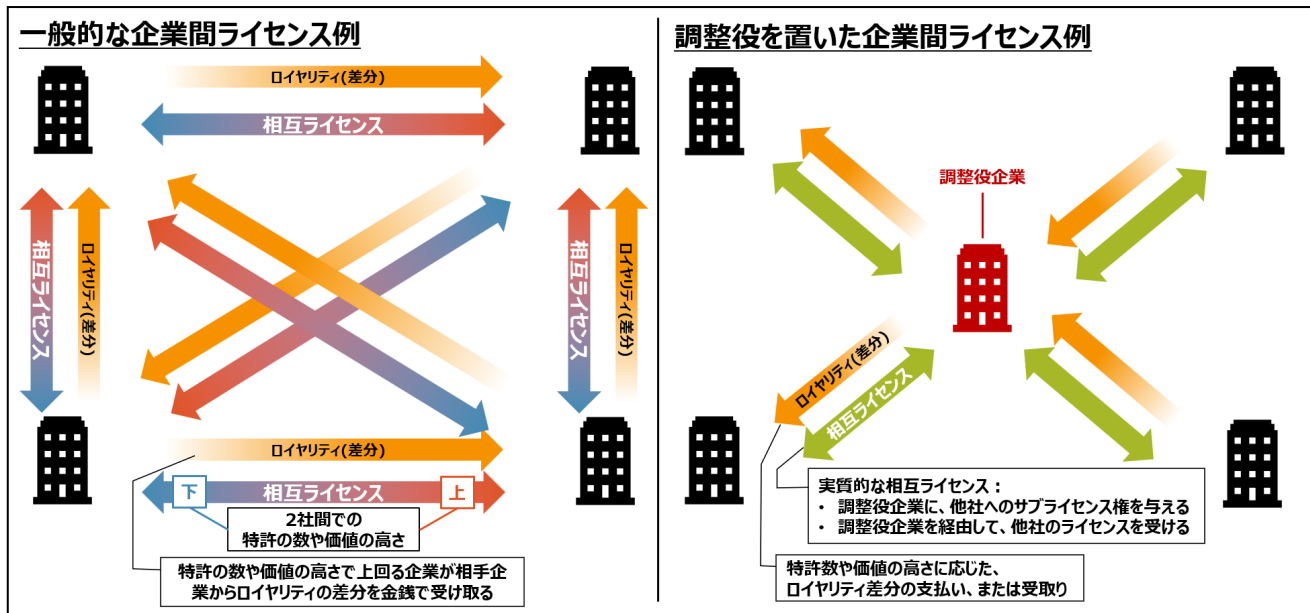 一般的な企業間ライセンス例
ロイヤリティ(差分)
相互ライセンス
相互ライセンス
ロイヤリティ(差分)
相互ライセンス
ロイヤリティ(差分)
ロイヤリティ(差分)
下
相互ライセンス
上
2社間での
特許の数や価値の高さ
特許の数や価値の高さで上回る企業が相手企
業からロイヤリティの差分を金銭で受け取る
調整役を置いた企業間ライセンス例
調整役企業
ロイヤリティ(差分)
相互ライセンス
実質的な相互ライセンス：
• 調整役企業に、他社へのサブライセンス権を与える
• 調整役企業を経由して、他社のライセンスを受ける
特許数や価値の高さに応じた、
ロイヤリティ差分の支払い、または受取り